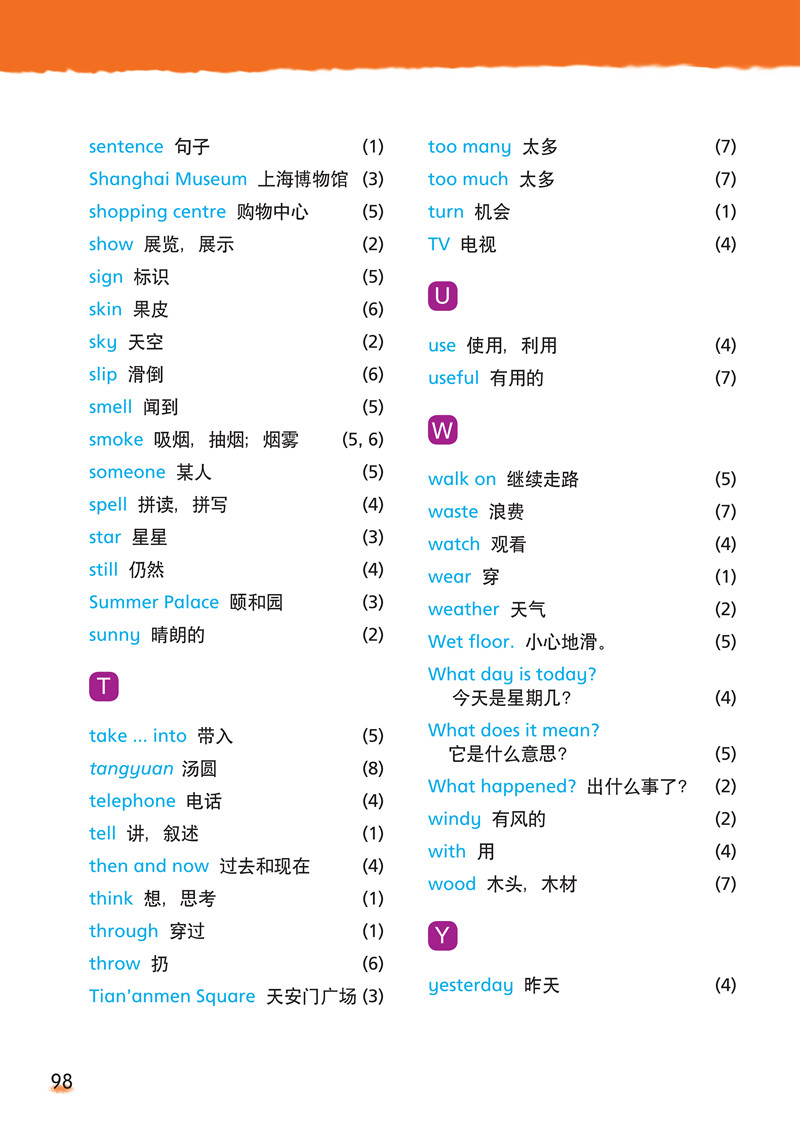 sentence 句子 (1)
Shanghai Museum 上海博物馆 (3)
shopping centre 购物中心 (5)
show 展览，展示 (2)
sign 标识 (5)
skin 果皮 (6)
sky 天空 (2)
slip 滑倒 (6)
smell 闻到 (5)
smoke 吸烟，抽烟；烟雾 (5, 6)
someone 某人 (5)
spell 拼读，拼写 (4)
star 星星 (3)
still 仍然 (4)
Summer Palace 颐和园 (3)
sunny 晴朗的 (2)
T
take ... into 带入 (5)
tangyuan 汤圆 (8)
telephone 电话 (4)
tell 讲，叙述 (1)
then and now 过去和现在 (4)
think 想，思考 (1)
through 穿过 (1)
throw 扔 (6)
Tian'anmen Square 天安门广场 (3)
too many 太多 (7)
too much 太多 (7)
turn 机会 (1)
TV 电视 (4)
U
use 使用，利用 (4)
useful 有用的 (7)
W
walk on 继续走路 (5)
waste 浪费 (7)
watch 观看 (4)
wear 穿 (1)
weather 天气 (2)
Wet floor. 小心地滑。 (5)
What day is today?
今天是星期几？ (4)
What does it mean?
它是什么意思？ (5)
What happened? 出什么事了？ (2)
windy 有风的 (2)
with 用 (4)
wood 木头，木材 (7)
Y
yesterday 昨天 (4)
98